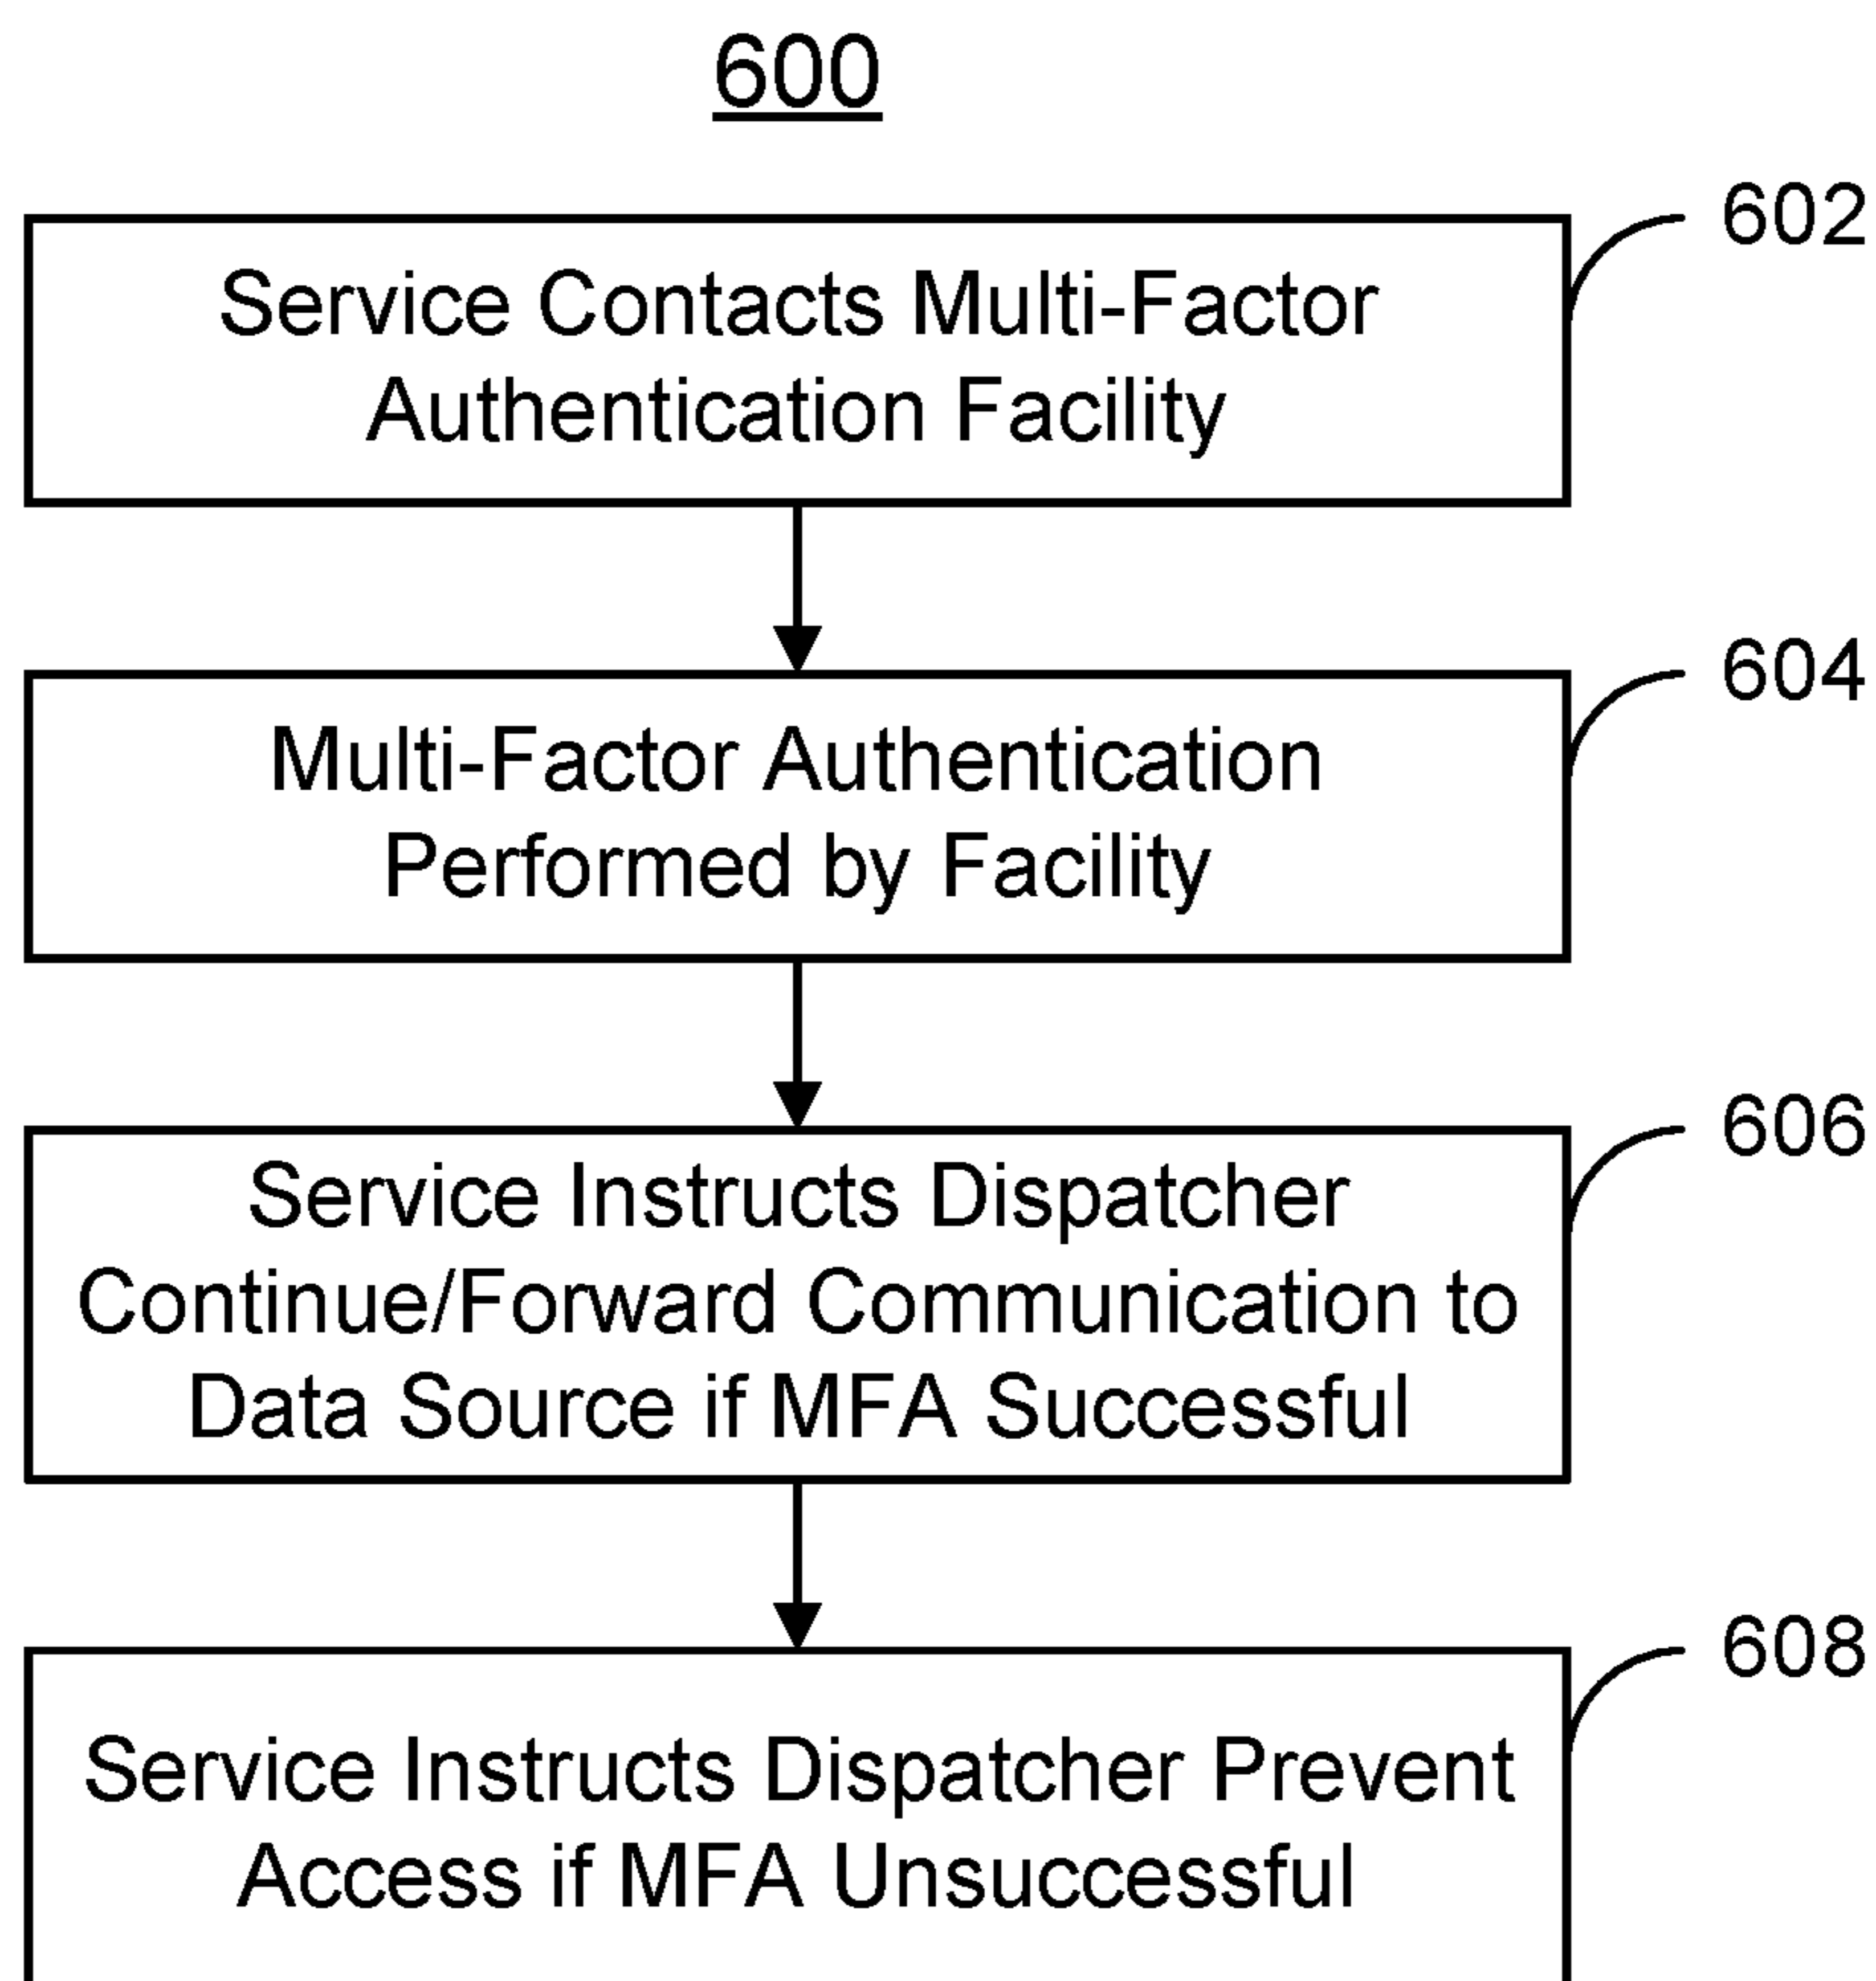 600
602
Service Contacts Multi-Factor
Authentication Facility
604
Multi-Factor Authentication
Performed by Facility
606
Service Instructs Dispatcher
Continue/Forward Communication to
Data Source if MFA Successful
608
Service Instructs Dispatcher Prevent
Access if MFA Unsuccessful